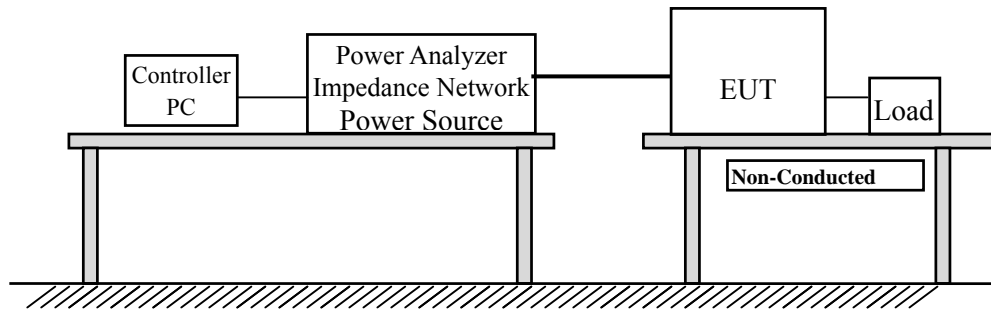 Controller
PC
Power Analyzer
Impedance Network
Power Source
EUT
Load
Non-Conducted